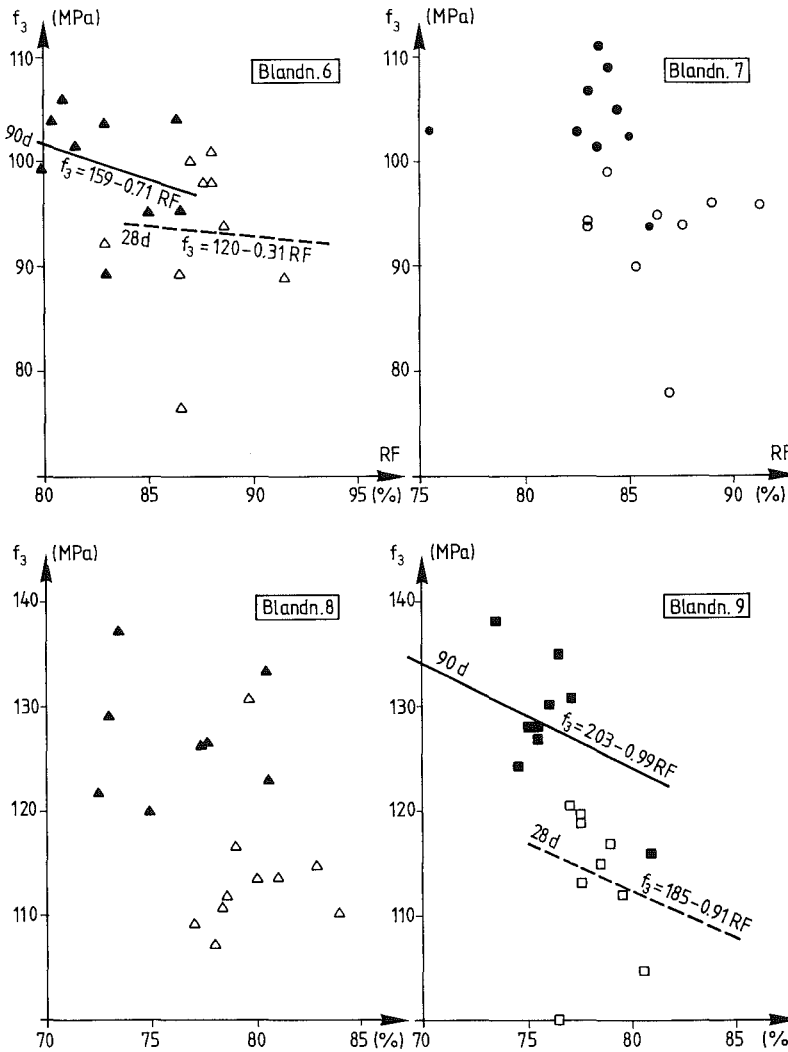 f₃ (MPa)
Blandn. 6
110
100
90
80
90d
f₃=159-0.71 RF
28d
f₃=120-0.31 RF
RF
80 85 90 95 (%)
f₃ (MPa)
Blandn. 7
110
100
90
80
RF
75 80 85 90 (%)
f₃ (MPa)
Blandn. 8
140
130
120
110
70 75 80 85 (%)
f₃ (MPa)
Blandn. 9
140
130
120
110
90 d
f₃=203-0.99RF
28d
f₃=185-0.91 RF
70 75 80 85 (%